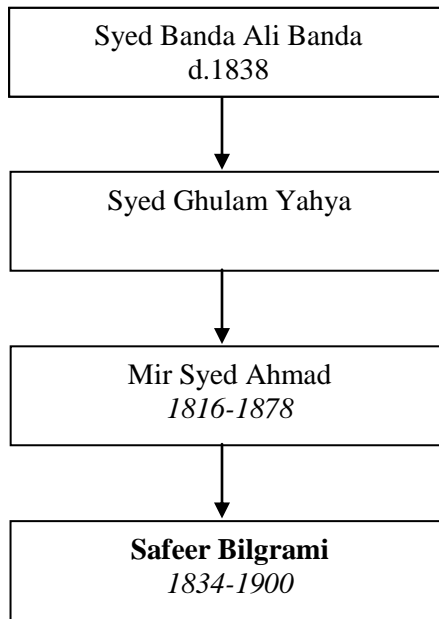 Syed Banda Ali Banda
d.1838
Syed Ghulam Yahya
Mir Syed Ahmad
1816-1878
Safeer Bilgrami
1834-1900